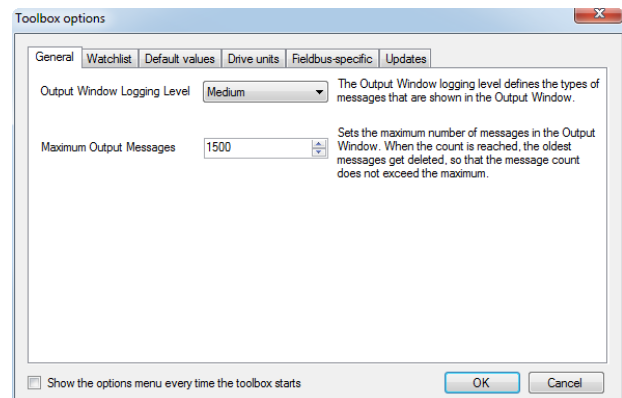 Toolbox options
General Watchlist Default values Drive units Fieldbus-specific Updates
Output Window Logging Level Medium The Output Window logging level defines the types of
messages that are shown in the Output Window.
Maximum Output Messages 1500 Sets the maximum number of messages in the Output
Window. When the count is reached, the oldest
messages get deleted, so that the message count
does not exceed the maximum.
Show the options menu every time the toolbox starts OK Cancel